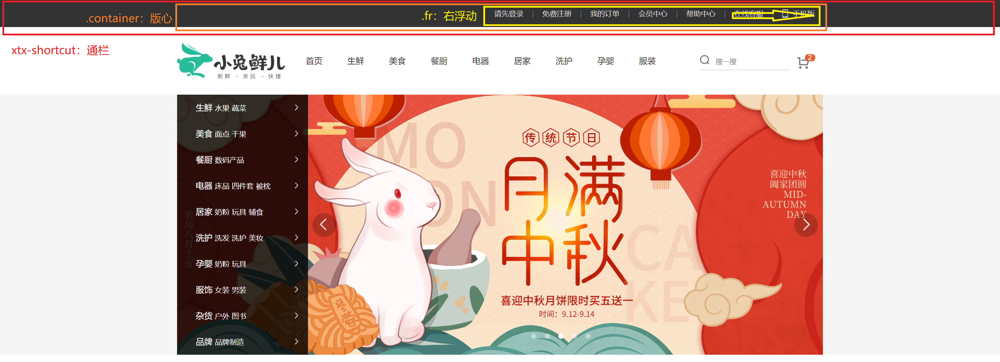 .container：版心
.fr：右浮动
请先登录 | 免费注册 | 我的订单 | 会员中心 | 帮助中心 | 在线客服 手机版
xtx-shortcut：通栏
小兔鲜儿
新鲜 · 亲民 · 快捷
首页 生鲜 美食 餐厨 电器 居家 洗护 孕婴 服装
搜一搜
2
生鲜 水果 蔬菜
美食 面点 干果
餐厨 数码产品
电器 床品 四件套 被枕
居家 奶粉 玩具 辅食
洗护 洗发 洗护 美妆
孕婴 奶粉 玩具
服饰 女装 男装
杂货 户外 图书
品牌 品牌制造
农历八月十五
MO
ON
传统节日
月满
中秋
CA
KE
喜迎中秋月饼限时买五送一
时间：9.12-9.14
喜迎中秋
阖家团圆
MID-
AUTUMN
DAY